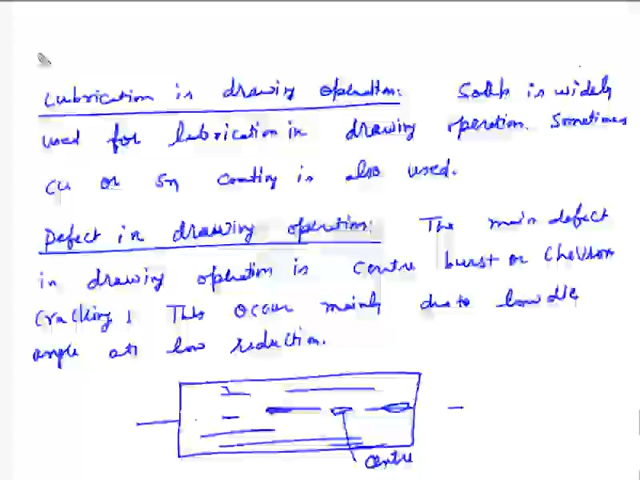 Lubrication in drawing operation: Soap is widely
used for lubrication in drawing operation. Sometimes
Cu or Sn coating is also used.
Defect in drawing operation: The main defect
in drawing operation is centre burst or chevron
cracking, This occur mainly due to low die
angle at low reduction.
centre